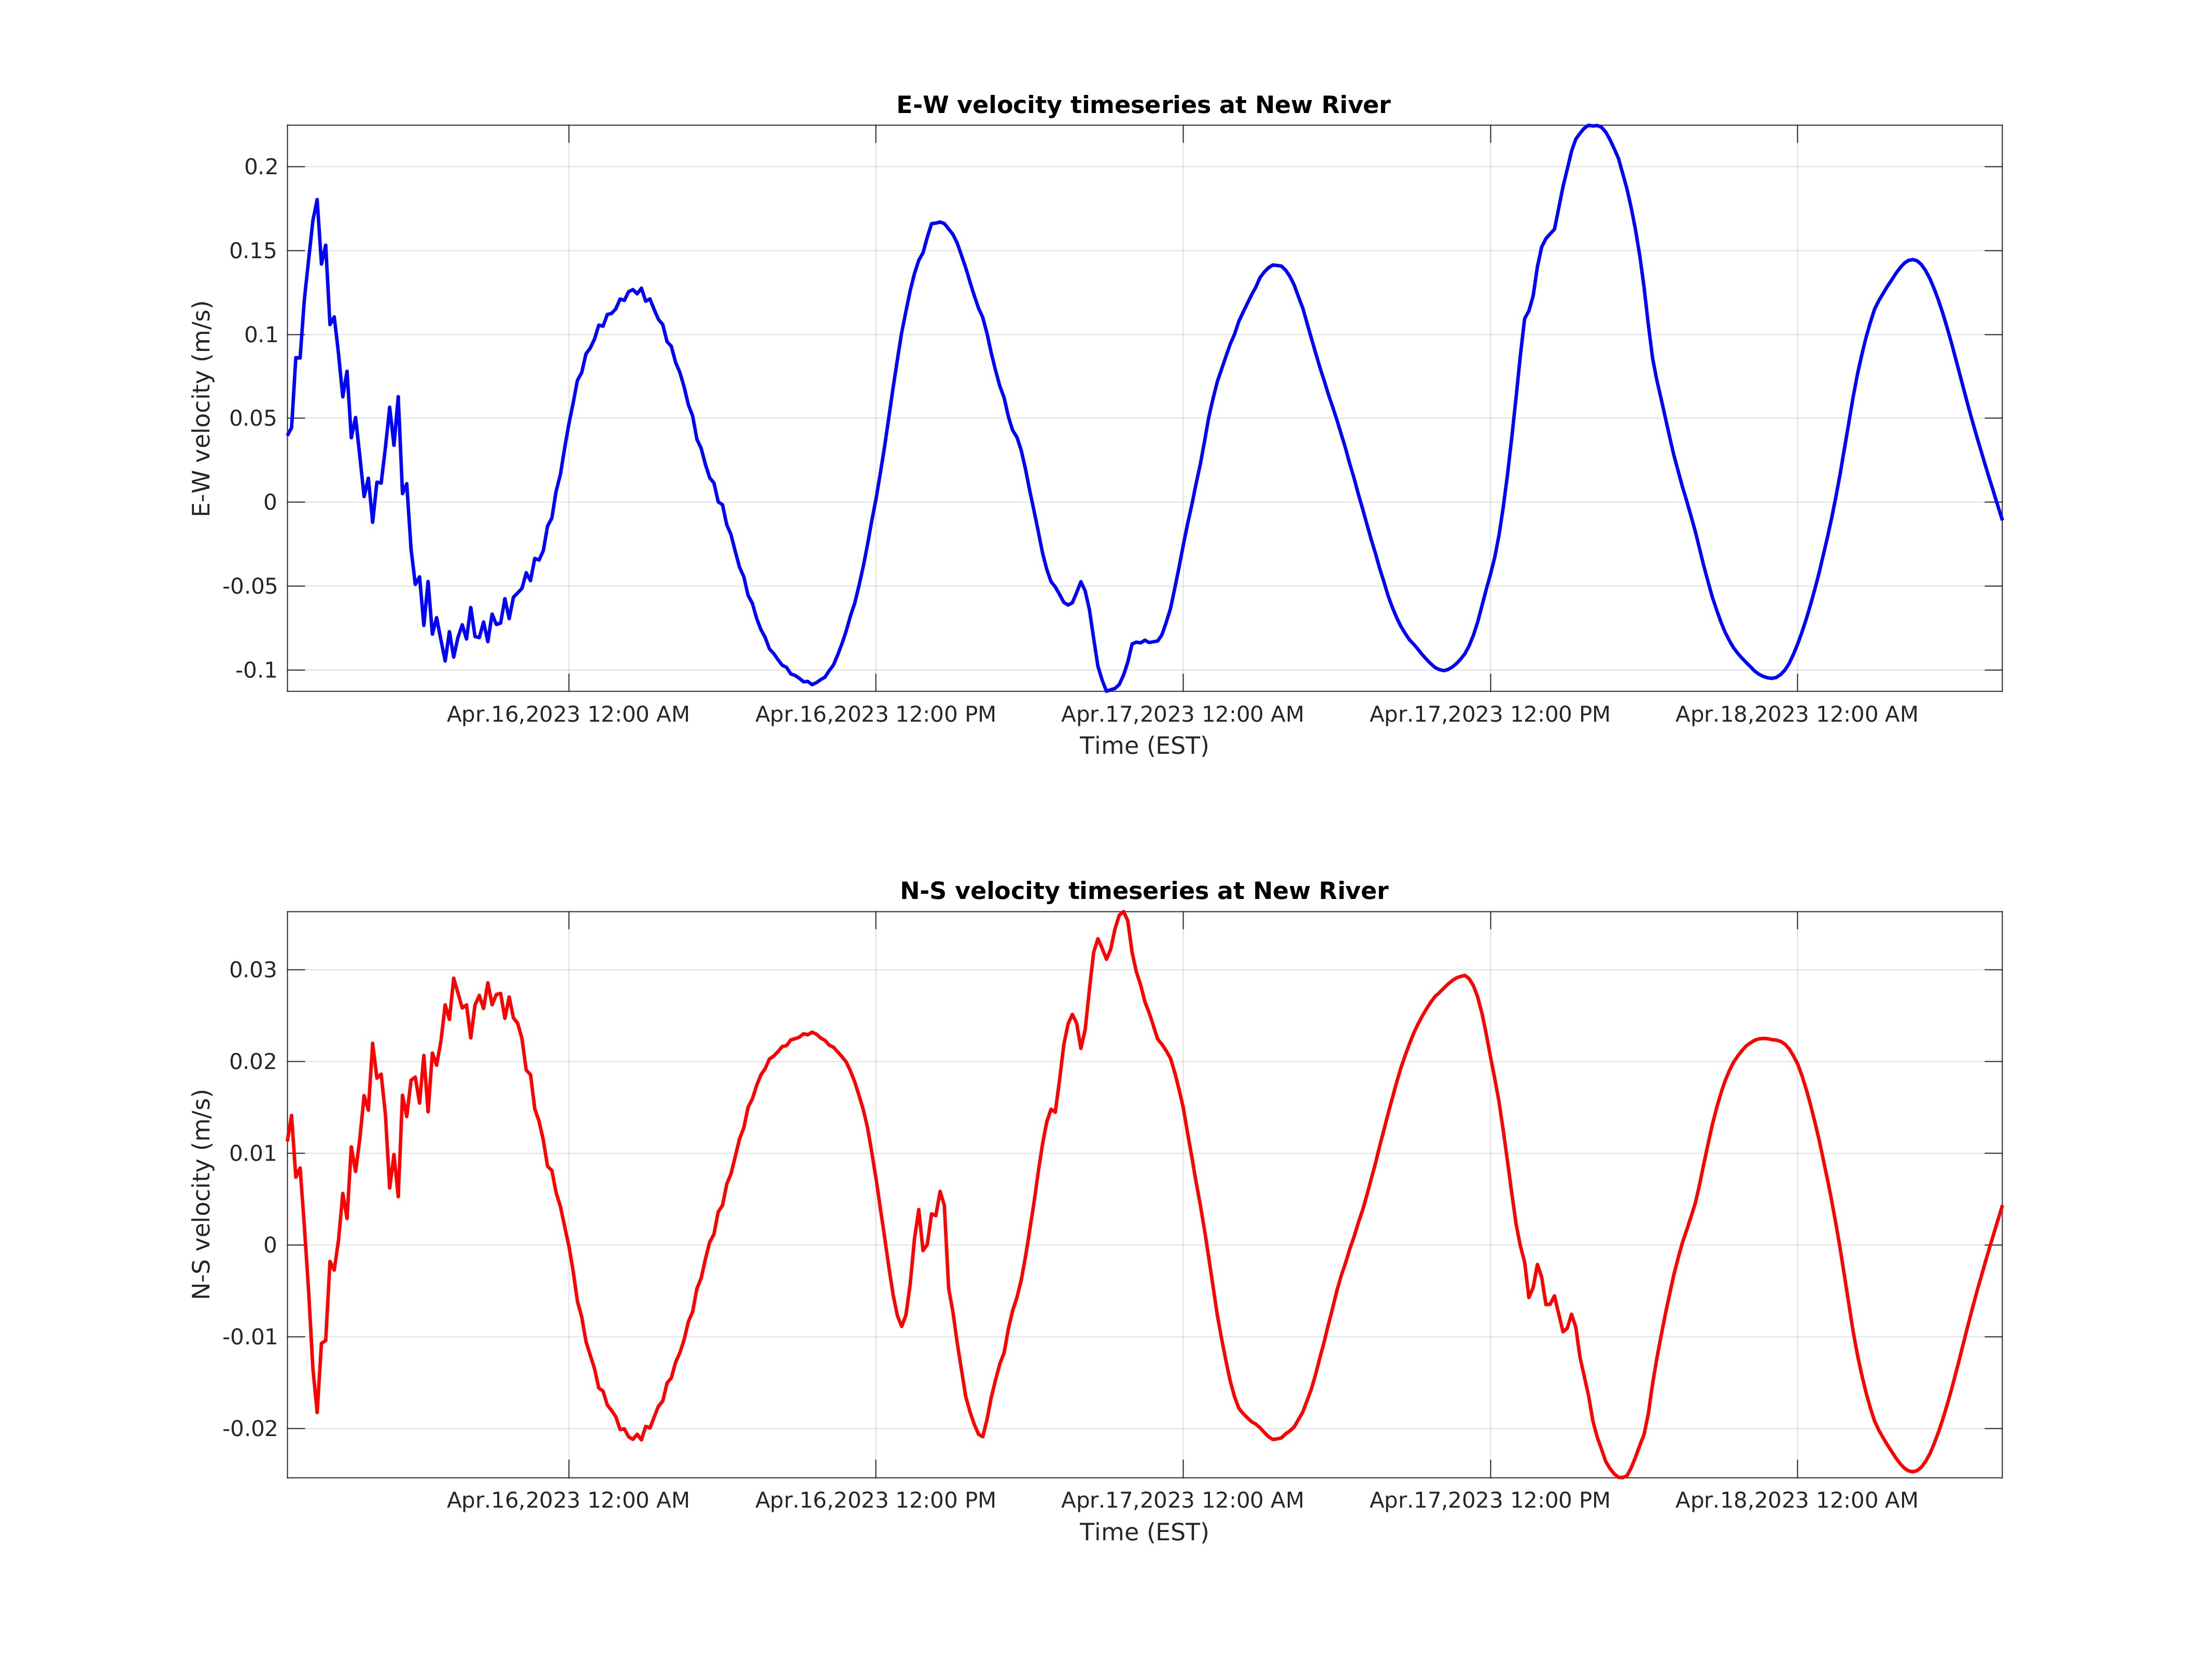 E-W velocity timeseries at New River
E-W velocity (m/s)
0.2
0.15
0.1
0.05
0
-0.05
-0.1
Apr.16,2023 12:00 AM Apr.16,2023 12:00 PM Apr.17,2023 12:00 AM Apr.17,2023 12:00 PM Apr.18,2023 12:00 AM
Time (EST)
N-S velocity timeseries at New River
N-S velocity (m/s)
0.03
0.02
0.01
0
-0.01
-0.02
Apr.16,2023 12:00 AM Apr.16,2023 12:00 PM Apr.17,2023 12:00 AM Apr.17,2023 12:00 PM Apr.18,2023 12:00 AM
Time (EST)